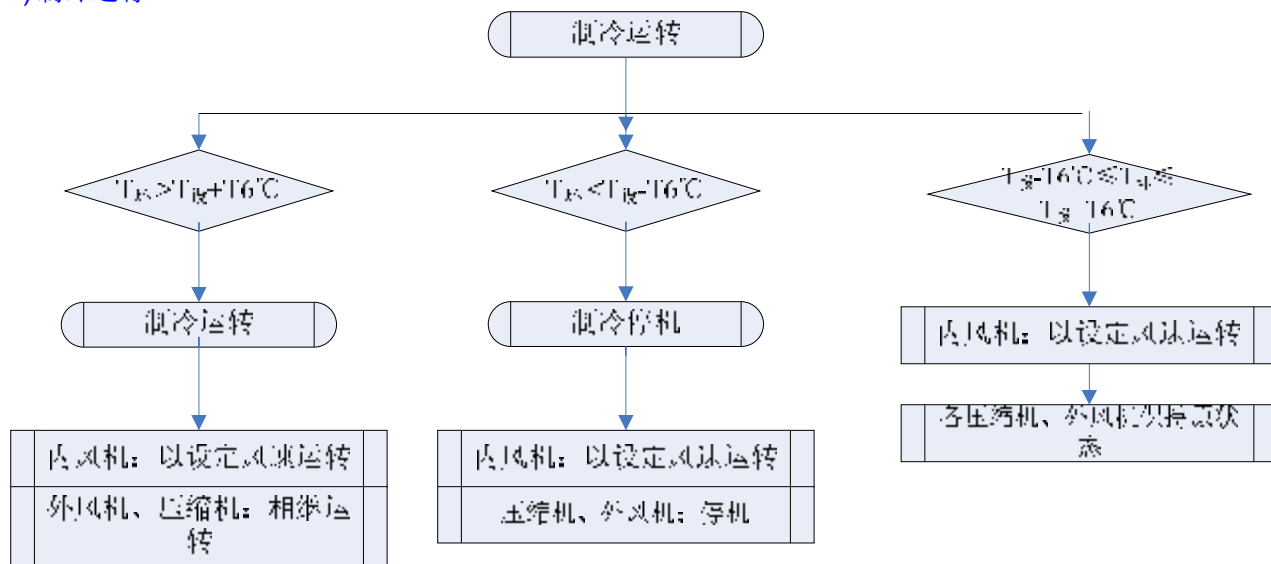 制冷运转
T环>T设+T6℃
T环<T设-T6℃
制冷运转
制冷停机
内风机：以设定风速运转
外风机、压缩机：相继运
转
内风机：以设定风速运转
压缩机、外风机：停机
T设-T6℃≤T环≤
T设 T6℃
内风机：以设定风速运转
各压缩机、外风机保持原状
态